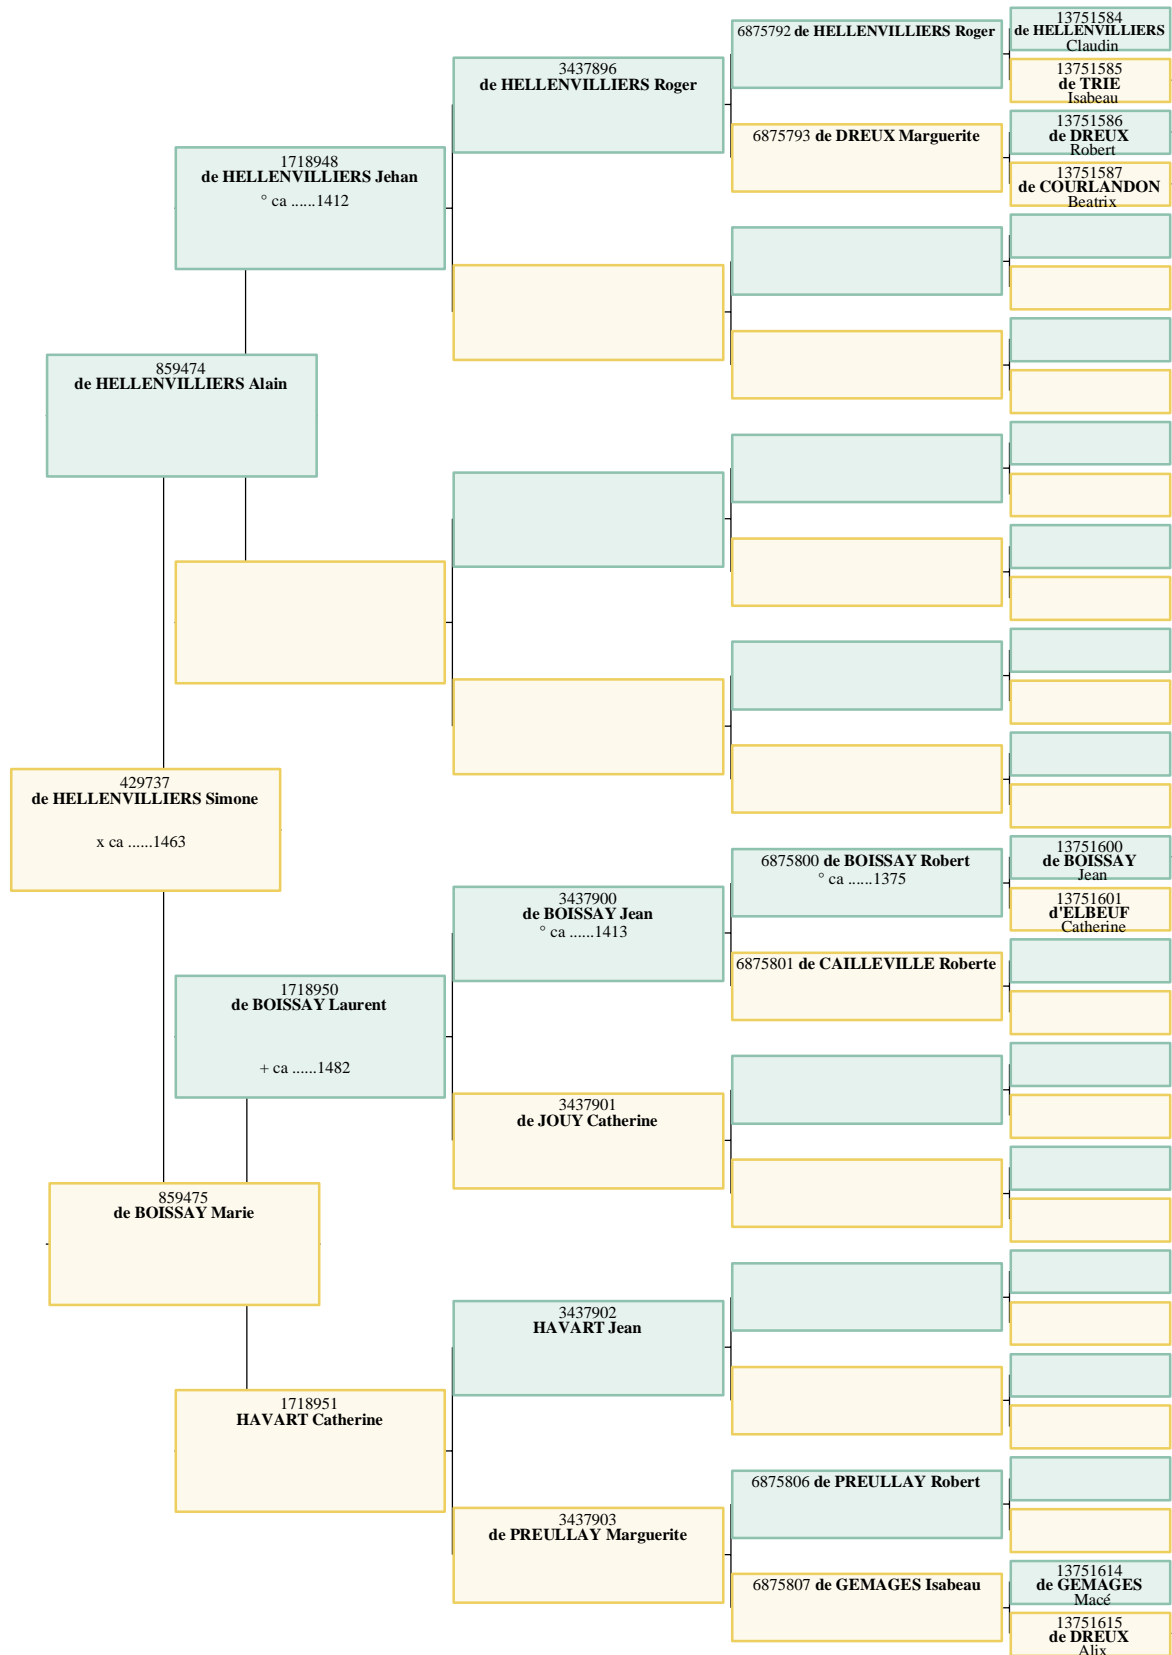 429737
de HELLENVILLIERS Simone
x ca ......1463
859474
de HELLENVILLIERS Alain
859475
de BOISSAY Marie
1718948
de HELLENVILLIERS Jehan
° ca ......1412
1718950
de BOISSAY Laurent
+ ca ......1482
1718951
HAVART Catherine
3437896
de HELLENVILLIERS Roger
3437900
de BOISSAY Jean
° ca ......1413
3437901
de JOUY Catherine
3437902
HAVART Jean
3437903
de PREULLAY Marguerite
6875792 de HELLENVILLIERS Roger
6875793 de DREUX Marguerite
6875800 de BOISSAY Robert
° ca ......1375
6875801 de CAILLEVILLE Roberte
6875806 de PREULLAY Robert
6875807 de GEMAGES Isabeau
13751584
de HELLENVILLIERS
Claudin
13751585
de TRIE
Isabeau
13751586
de DREUX
Robert
13751587
de COURLANDON
Beatrix
13751600
de BOISSAY
Jean
13751601
d'ELBEUF
Catherine
13751614
de GEMAGES
Macé
13751615
de DREUX
Alix